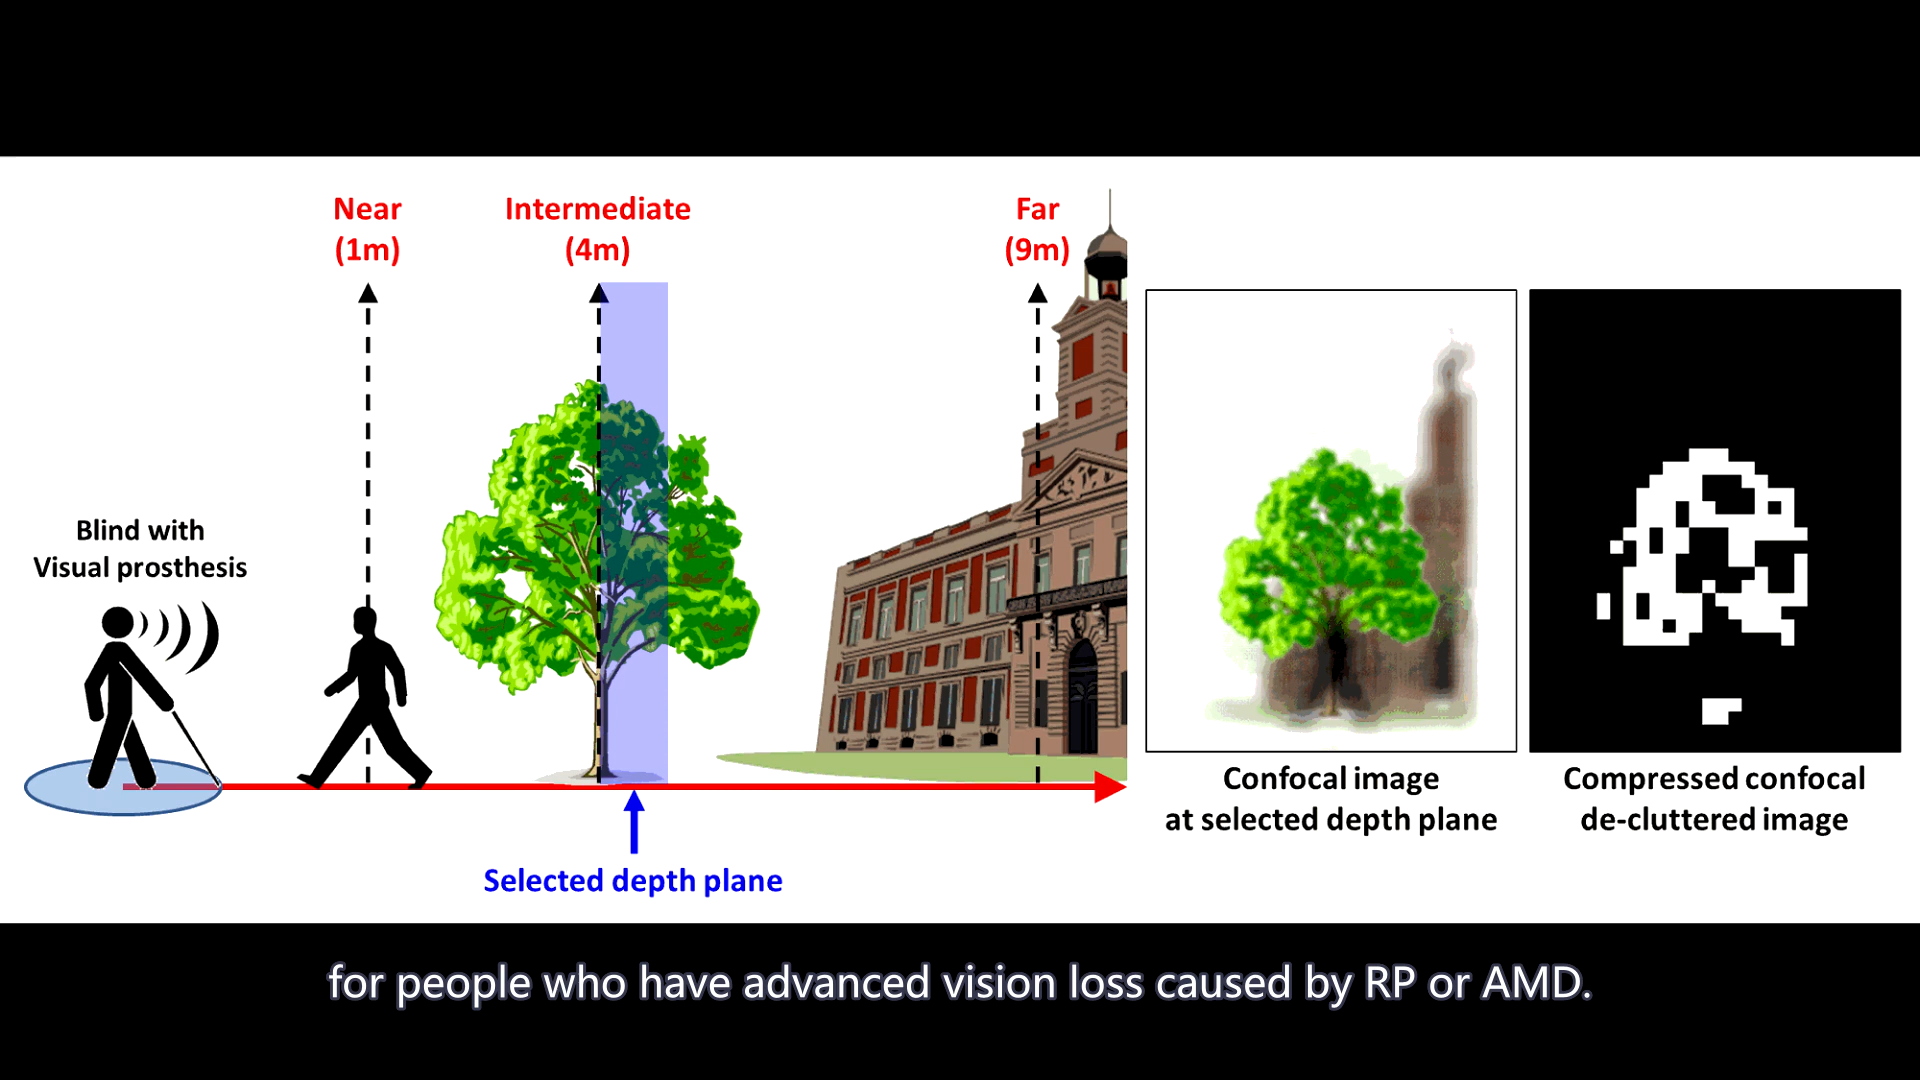 Near
(1m)
Intermediate
(4m)
Far
(9m)
Blind with
Visual prosthesis
Selected depth plane
Confocal image
at selected depth plane
Compressed confocal
de-cluttered image
for people who have advanced vision loss caused by RP or AMD.